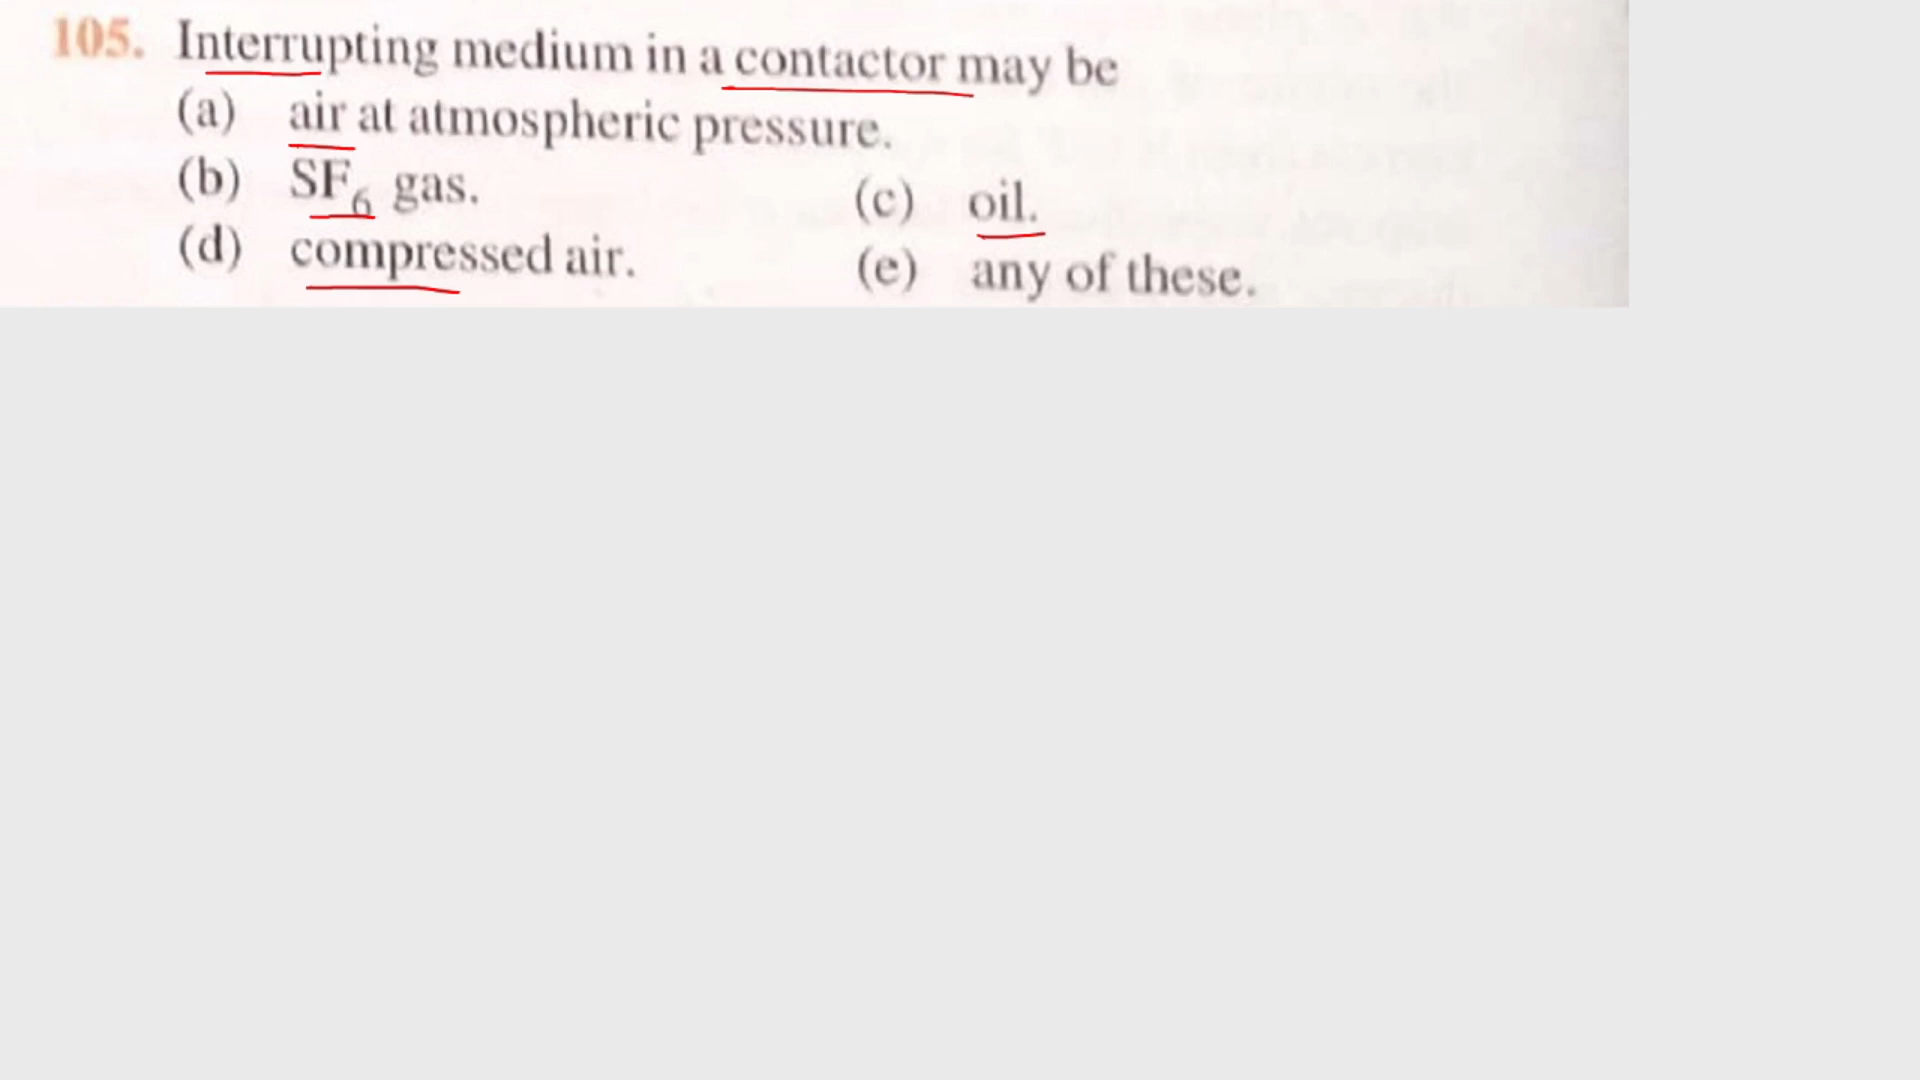 105. Interrupting medium in a contactor may be
(a) air at atmospheric pressure.
(b) SF₆ gas. (c) oil.
(d) compressed air. (e) any of these.